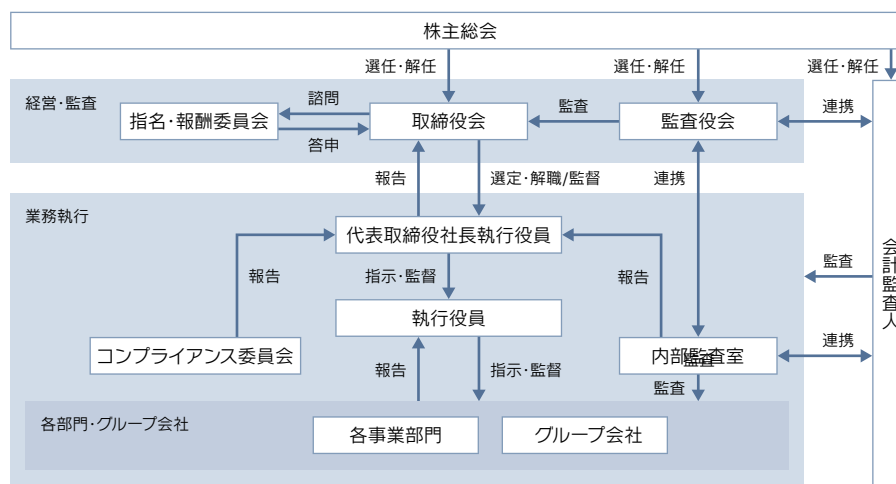 株主総会
選任・解任
選任・解任
選任・解任
経営・監査
指名・報酬委員会
諮問
答申
取締役会
監査
監査役会
連携
報告
選定・解職/監督
連携
業務執行
代表取締役社長執行役員
報告
指示・監督
報告
監査
会計監査人
執行役員
コンプライアンス委員会
報告
指示・監督
内部監査室
監査
連携
監査
各部門・グループ会社
各事業部門
グループ会社